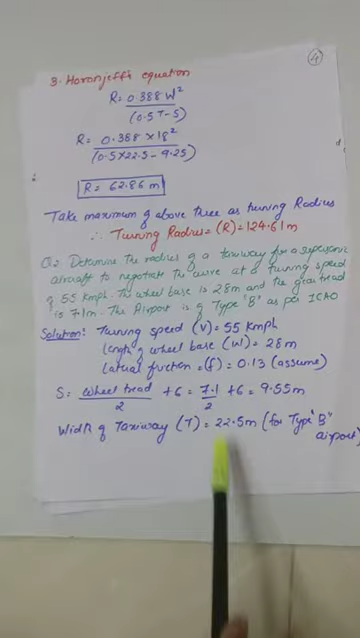 4
3. Horonjeff's equation
R = 0.388 W²
(0.5T - S)
R = 0.388 × 18²
(0.5 × 22.5 - 9.25)
R = 62.86 m
Take maximum of above three as turning Radius
∴ Turning Radius = (R) = 124.61 m
Q.2 Determine the radius of a taxiway for a supersonic
aircraft to negotiate the curve at a turning speed
of 55 kmph. The wheel base is 28m and the gear tread
is 7.1m. The Airport is of Type "B" as per ICAO
Solution: Turning speed (V) = 55 kmph
Length of wheel base (W) = 28m
Lateral friction = (f) = 0.13 (assume)
S = wheel tread + 6 = 7.1 + 6 = 9.55m
2 2
Width of Taxiway (T) = 22.5m (for Type "B"
airport)